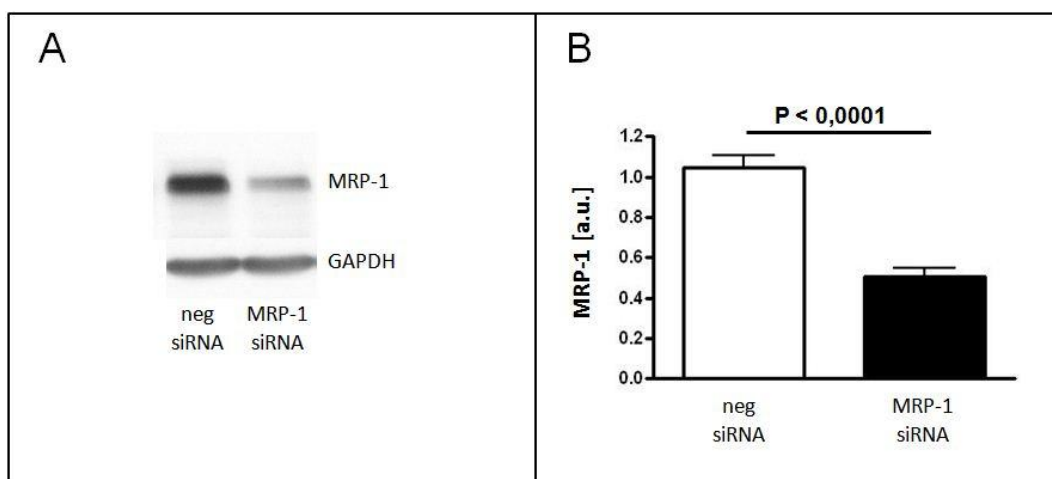 A
MRP-1
GAPDH
neg
siRNA
MRP-1
siRNA
B
P < 0,0001
MRP-1 [a.u.]
1.2
1.0
0.8
0.6
0.4
0.2
0.0
neg
siRNA
MRP-1
siRNA